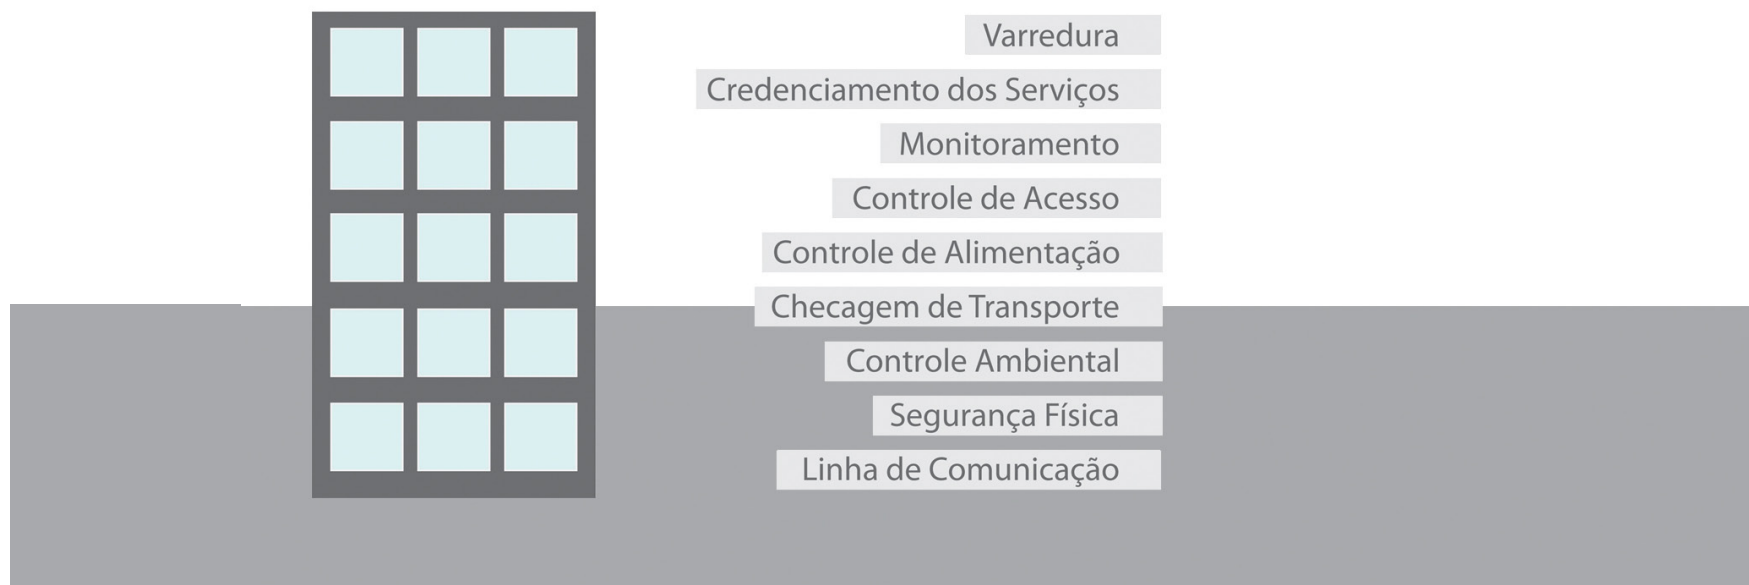 Varredura
Credenciamento dos Serviços
Monitoramento
Controle de Acesso
Controle de Alimentação
Checagem de Transporte
Controle Ambiental
Segurança Física
Linha de Comunicação